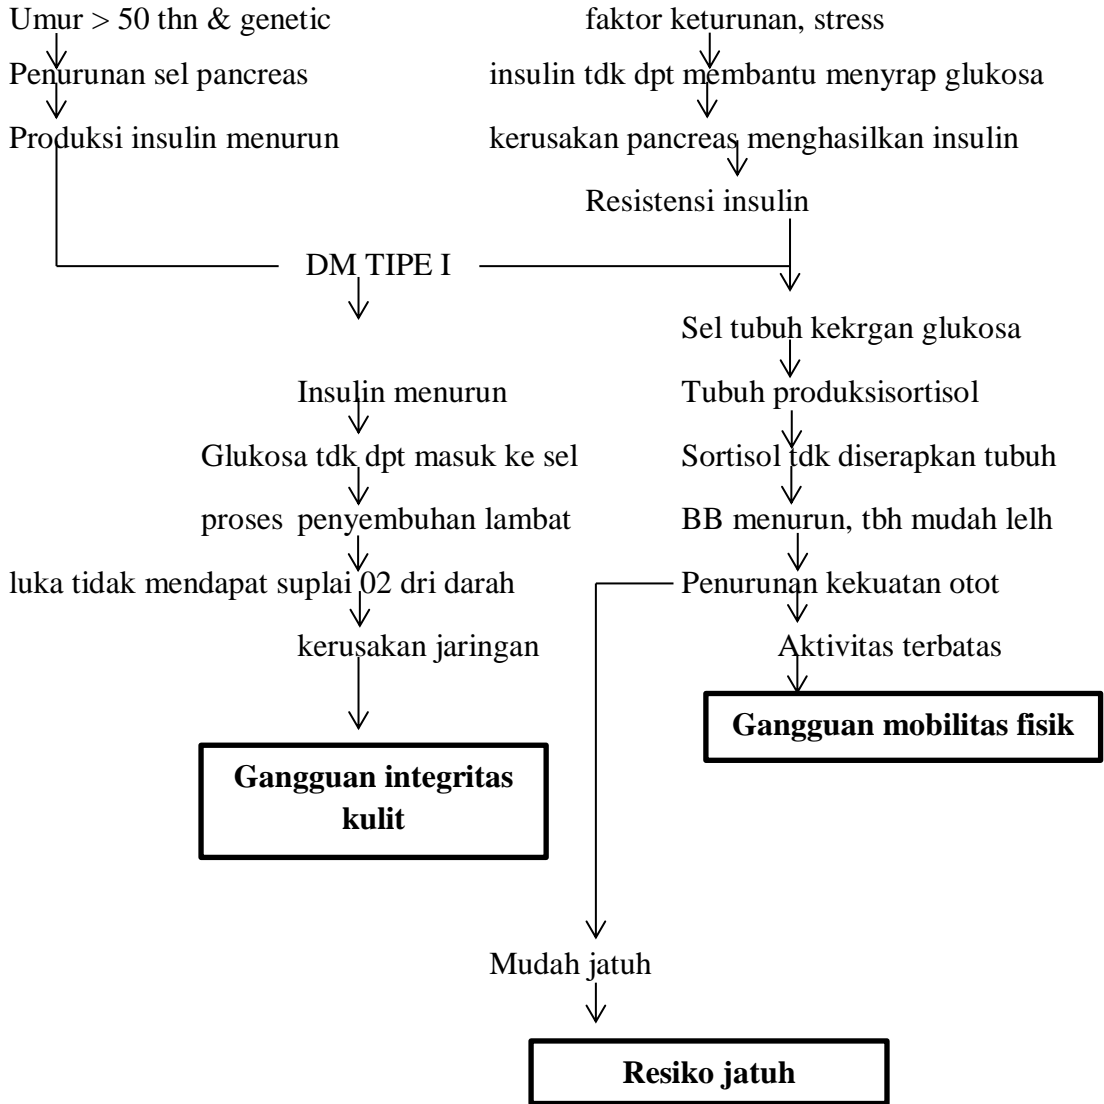 Umur > 50 thn & genetic
faktor keturunan, stress
Penurunan sel pancreas
insulin tdk dpt membantu menyrap glukosa
Produksi insulin menurun
kerusakan pancreas menghasilkan insulin
Resistensi insulin
DM TIPE I
Sel tubuh kekrgan glukosa
Insulin menurun
Tubuh produksisortisol
Glukosa tdk dpt masuk ke sel
Sortisol tdk diserapkan tubuh
proses penyembuhan lambat
BB menurun, tbh mudah lelh
luka tidak mendapat suplai 02 dri darah
Penurunan kekuatan otot
kerusakan jaringan
Aktivitas terbatas
Gangguan mobilitas fisik
Gangguan integritas
kulit
Mudah jatuh
Resiko jatuh